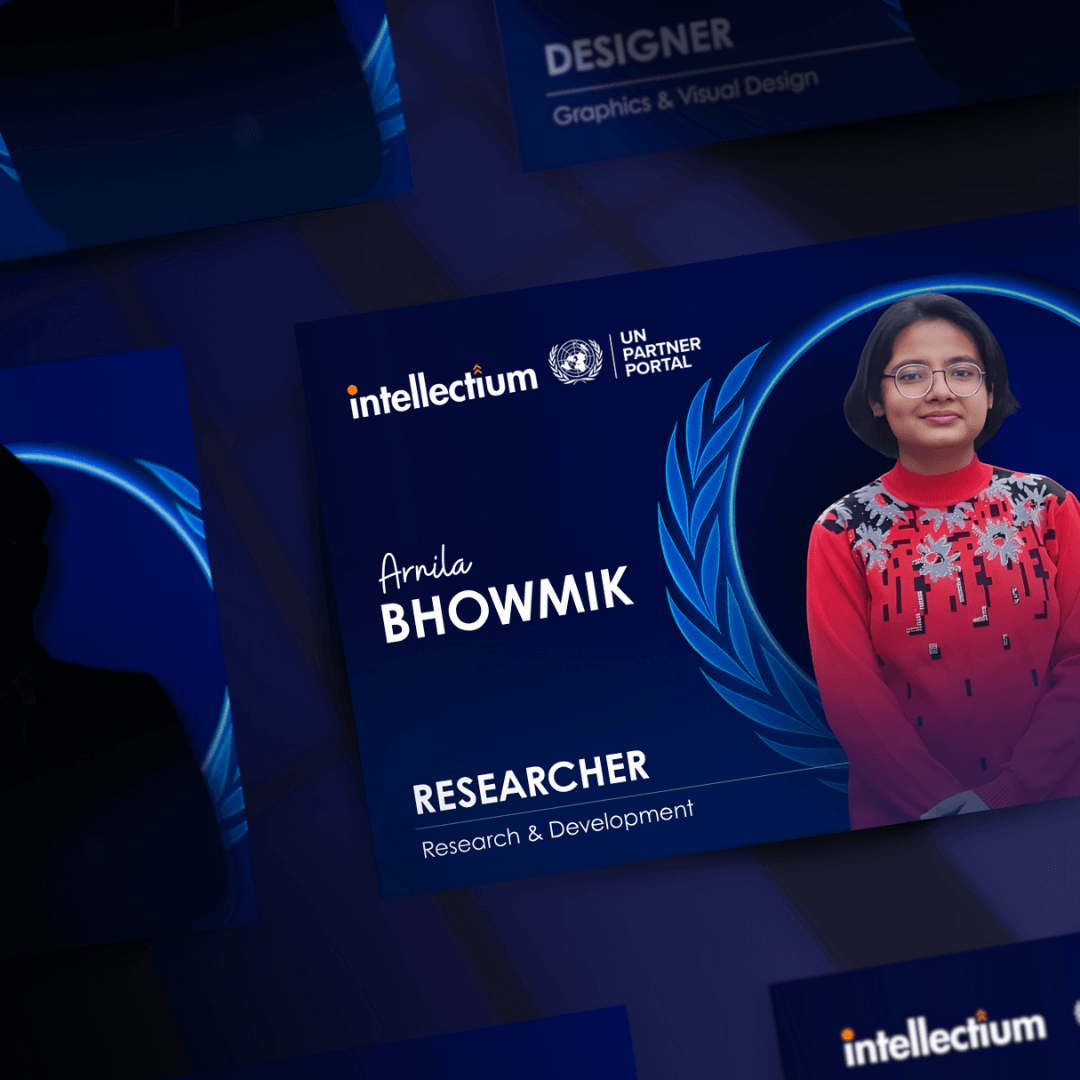 DESIGNER
Graphics & Visual Design
intellectium
UN
PARTNER
PORTAL
Arnila
BHOWMIK
RESEARCHER
Research & Development
intellectium